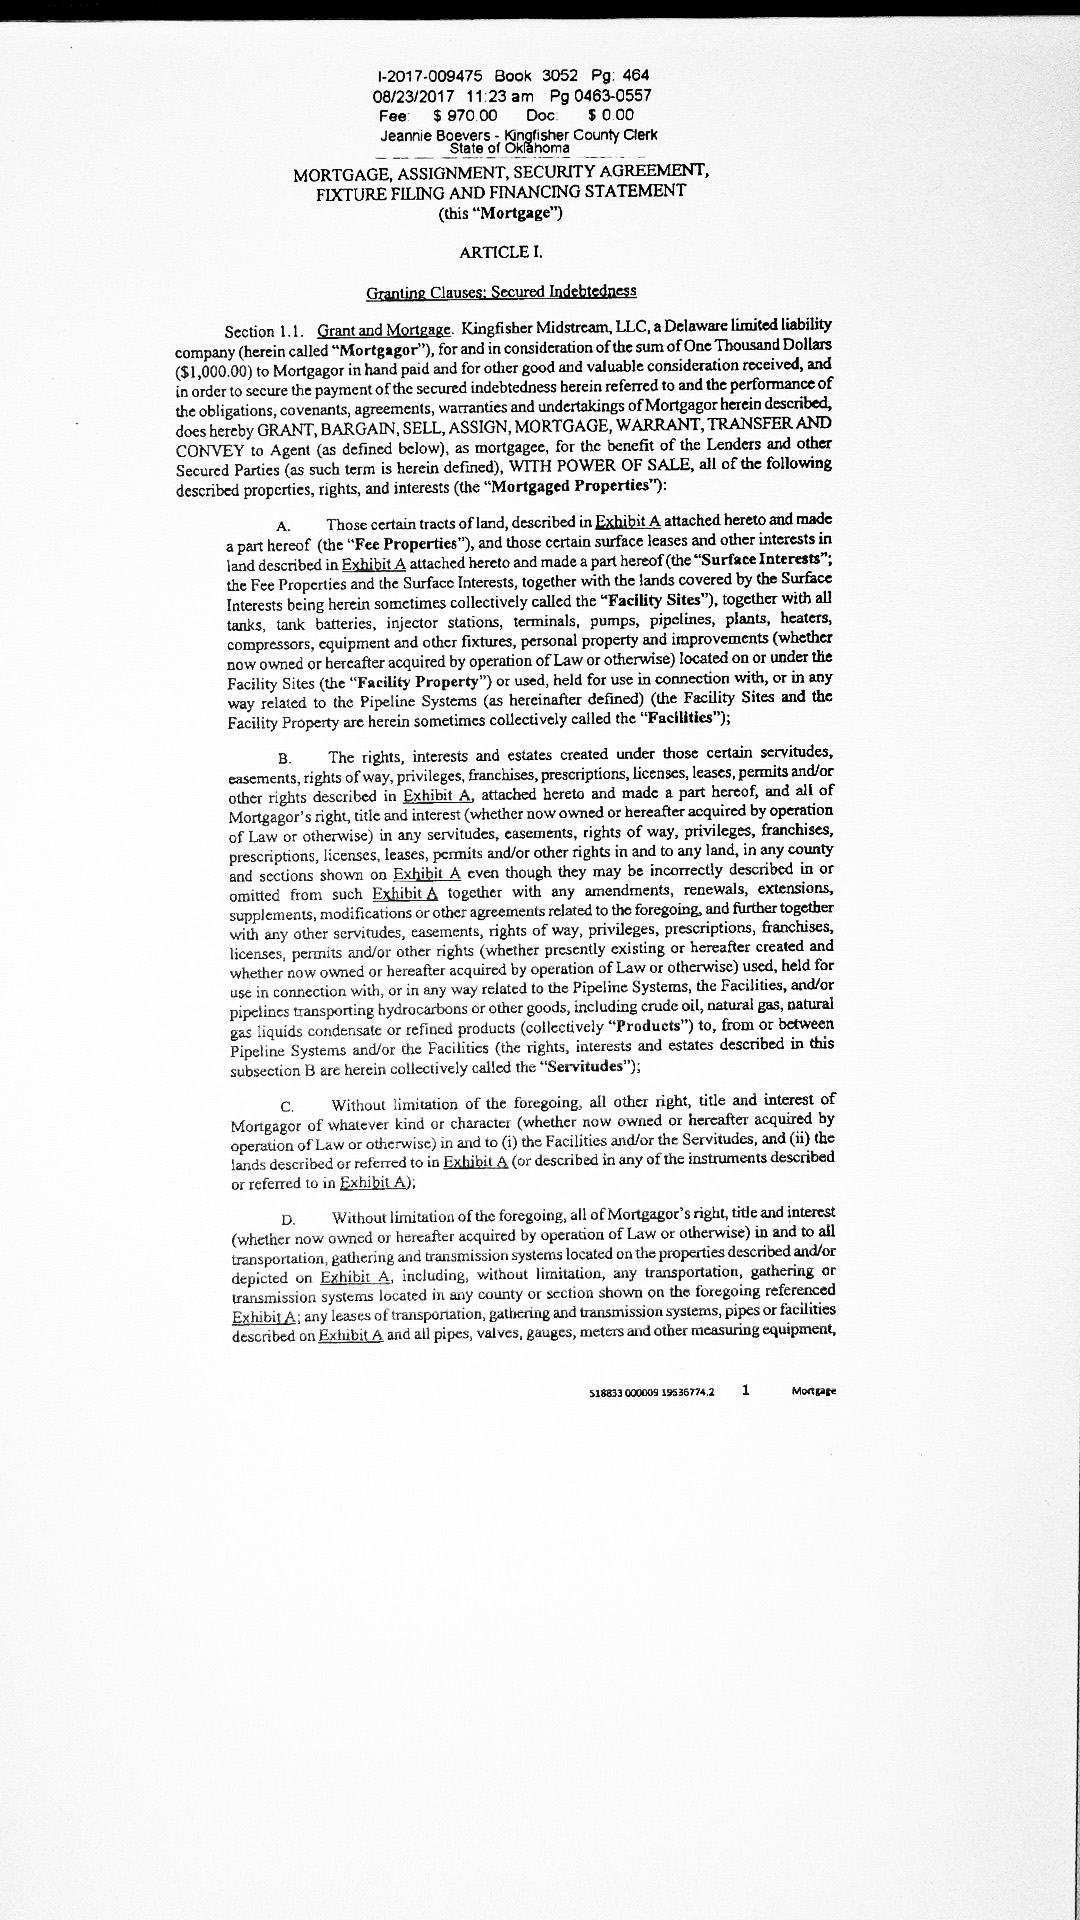 I-2017-009475 Book 3052 Pg: 464
08/23/2017 11:23 am Pg 0463-0557
Fee: $ 970.00 Doc: $ 0.00
Jeannie Boevers - Kingfisher County Clerk
State of Oklahoma
MORTGAGE, ASSIGNMENT, SECURITY AGREEMENT,
FIXTURE FILING AND FINANCING STATEMENT
(this “Mortgage”)
ARTICLE I.
Granting Clauses; Secured Indebtedness
Section 1.1. Grant and Mortgage. Kingfisher Midstream, LLC, a Delaware limited liability
company (herein called “Mortgagor”), for and in consideration of the sum of One Thousand Dollars
($1,000.00) to Mortgagor in hand paid and for other good and valuable consideration received, and
in order to secure the payment of the secured indebtedness herein referred to and the performance of
the obligations, covenants, agreements, warranties and undertakings of Mortgagor herein described,
does hereby GRANT, BARGAIN, SELL, ASSIGN, MORTGAGE, WARRANT, TRANSFER AND
CONVEY to Agent (as defined below), as mortgagee, for the benefit of the Lenders and other
Secured Parties (as such term is herein defined), WITH POWER OF SALE, all of the following
described properties, rights, and interests (the “Mortgaged Properties”):
A. Those certain tracts of land, described in Exhibit A attached hereto and made
a part hereof (the “Fee Properties”), and those certain surface leases and other interests in
land described in Exhibit A attached hereto and made a part hereof (the “Surface Interests”;
the Fee Properties and the Surface Interests, together with the lands covered by the Surface
Interests being herein sometimes collectively called the “Facility Sites”), together with all
tanks, tank batteries, injector stations, terminals, pumps, pipelines, plants, heaters,
compressors, equipment and other fixtures, personal property and improvements (whether
now owned or hereafter acquired by operation of Law or otherwise) located on or under the
Facility Sites (the “Facility Property”) or used, held for use in connection with, or in any
way related to the Pipeline Systems (as hereinafter defined) (the Facility Sites and the
Facility Property are herein sometimes collectively called the “Facilities”);
B. The rights, interests and estates created under those certain servitudes,
easements, rights of way, privileges, franchises, prescriptions, licenses, leases, permits and/or
other rights described in Exhibit A, attached hereto and made a part hereof, and all of
Mortgagor’s right, title and interest (whether now owned or hereafter acquired by operation
of Law or otherwise) in any servitudes, easements, rights of way, privileges, franchises,
prescriptions, licenses, leases, permits and/or other rights in and to any land, in any county
and sections shown on Exhibit A even though they may be incorrectly described in or
omitted from such Exhibit A together with any amendments, renewals, extensions,
supplements, modifications or other agreements related to the foregoing, and further together
with any other servitudes, easements, rights of way, privileges, prescriptions, franchises,
licenses, permits and/or other rights (whether presently existing or hereafter created and
whether now owned or hereafter acquired by operation of Law or otherwise) used, held for
use in connection with, or in any way related to the Pipeline Systems, the Facilities, and/or
pipelines transporting hydrocarbons or other goods, including crude oil, natural gas, natural
gas liquids condensate or refined products (collectively “Products”) to, from or between
Pipeline Systems and/or the Facilities (the rights, interests and estates described in this
subsection B are herein collectively called the “Servitudes”);
C. Without limitation of the foregoing, all other right, title and interest of
Mortgagor of whatever kind or character (whether now owned or hereafter acquired by
operation of Law or otherwise) in and to (i) the Facilities and/or the Servitudes, and (ii) the
lands described or referred to in Exhibit A (or described in any of the instruments described
or referred to in Exhibit A);
D. Without limitation of the foregoing, all of Mortgagor’s right, title and interest
(whether now owned or hereafter acquired by operation of Law or otherwise) in and to all
transportation, gathering and transmission systems located on the properties described and/or
depicted on Exhibit A, including, without limitation, any transportation, gathering or
transmission systems located in any county or section shown on the foregoing referenced
Exhibit A; any leases of transportation, gathering and transmission systems, pipes or facilities
described on Exhibit A and all pipes, valves, gauges, meters and other measuring equipment,
518833 000009 19536774.2 1 Mortgage